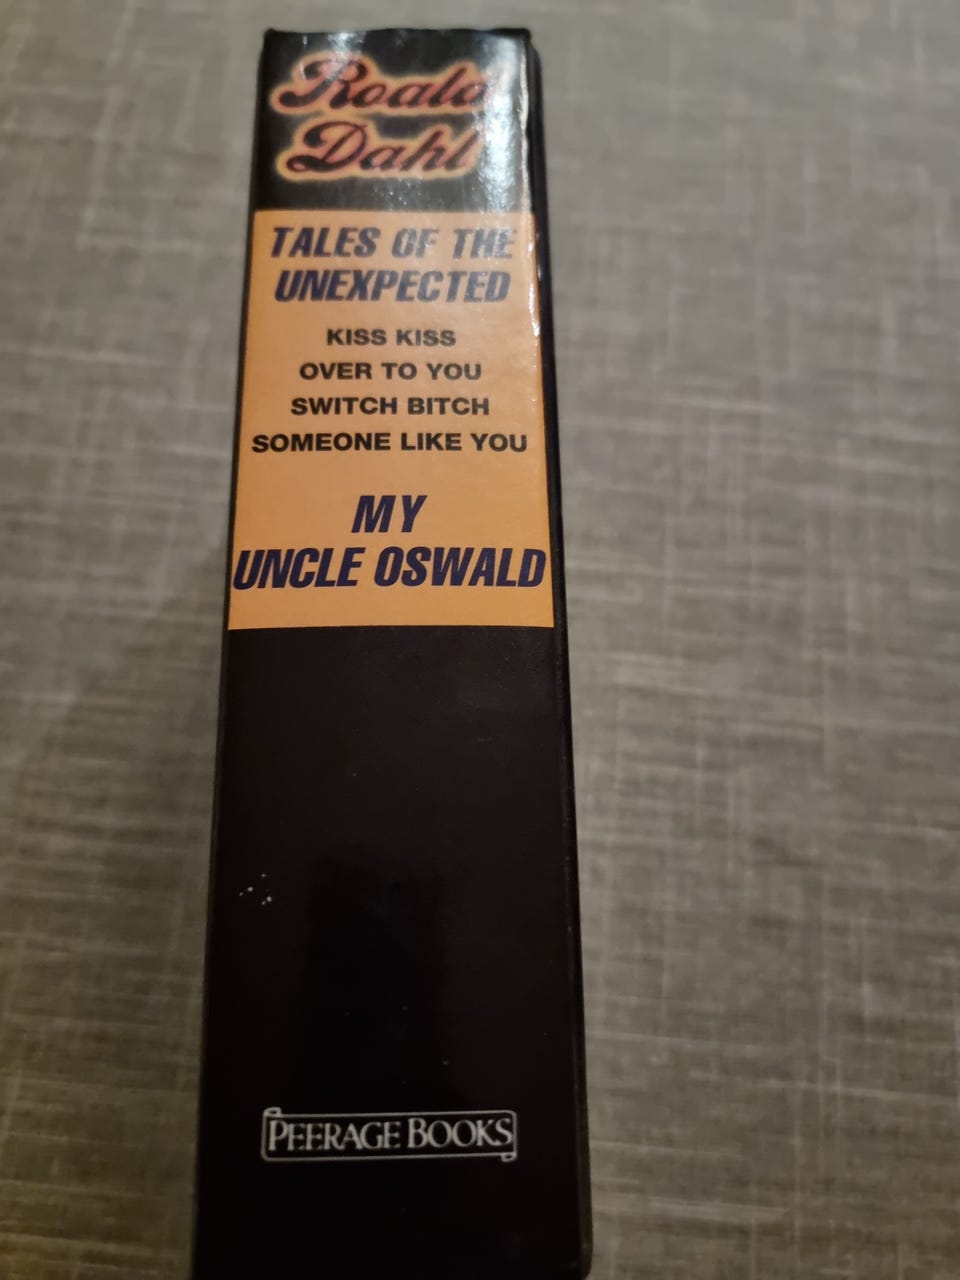 Roald
Dahl
TALES OF THE
UNEXPECTED
KISS KISS
OVER TO YOU
SWITCH BITCH
SOMEONE LIKE YOU
MY
UNCLE OSWALD
PEERAGE BOOKS